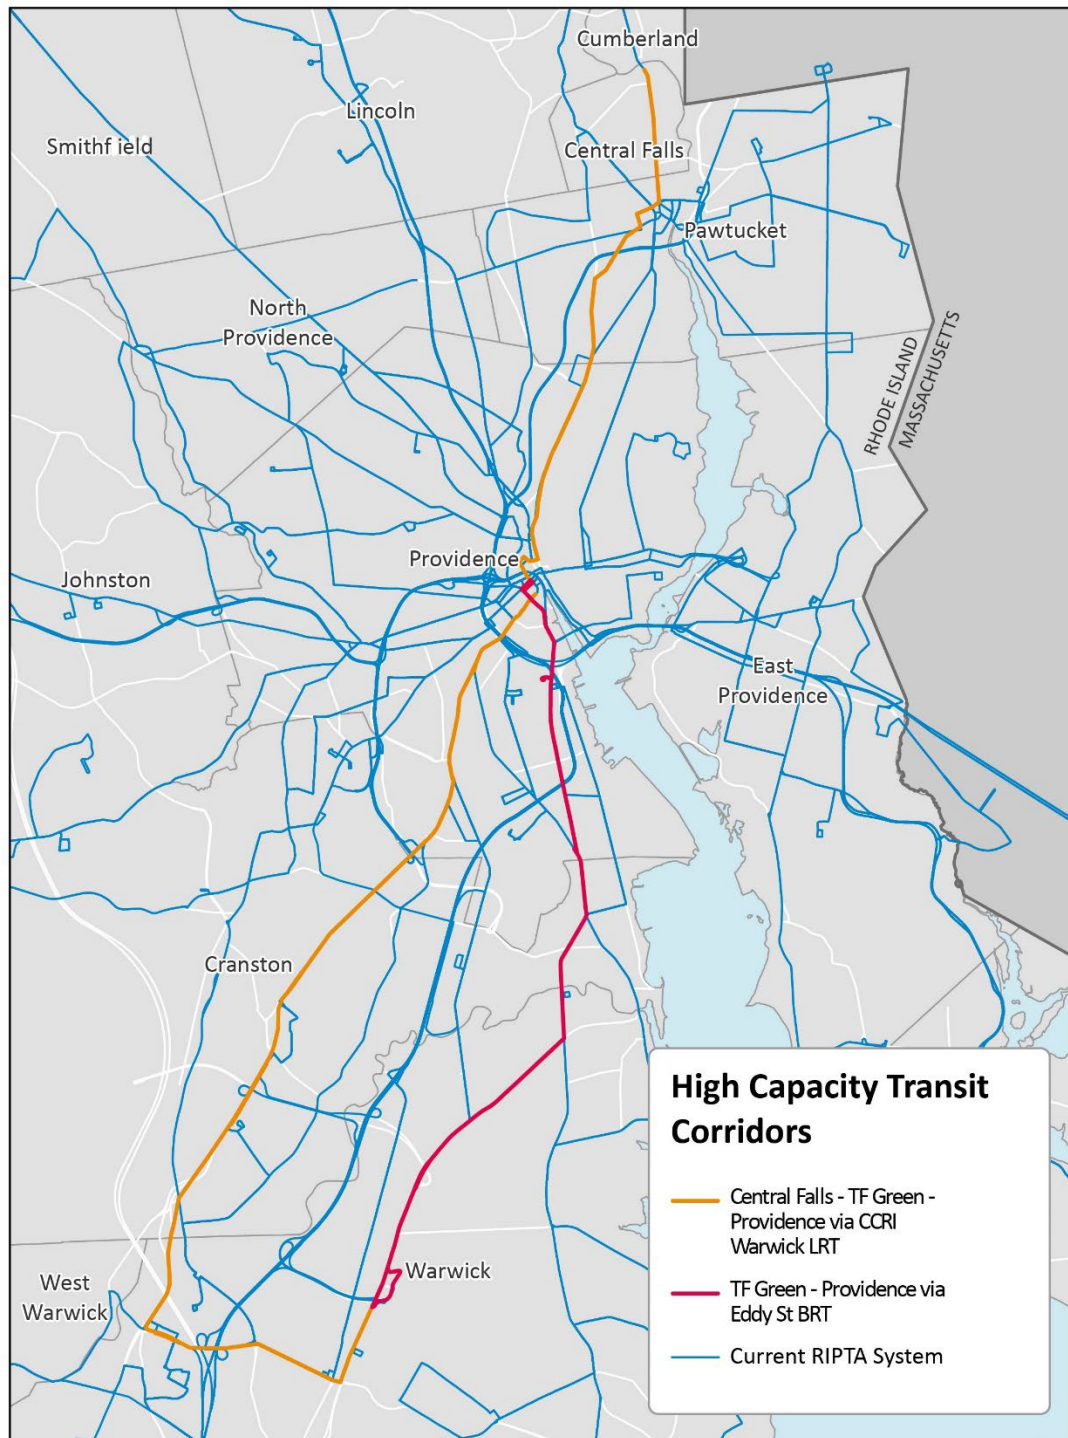 Cumberland
Lincoln
Smithf ield
Central Falls
Pawtucket
North
Providence
RHODE ISLAND
MASSACHUSETTS
Providence
Johnston
East
Providence
Cranston
High Capacity Transit
Corridors
Central Falls - TF Green -
Providence via CCRI
Warwick LRT
TF Green - Providence via
Eddy St BRT
Current RIPTA System
West
Warwick
Warwick